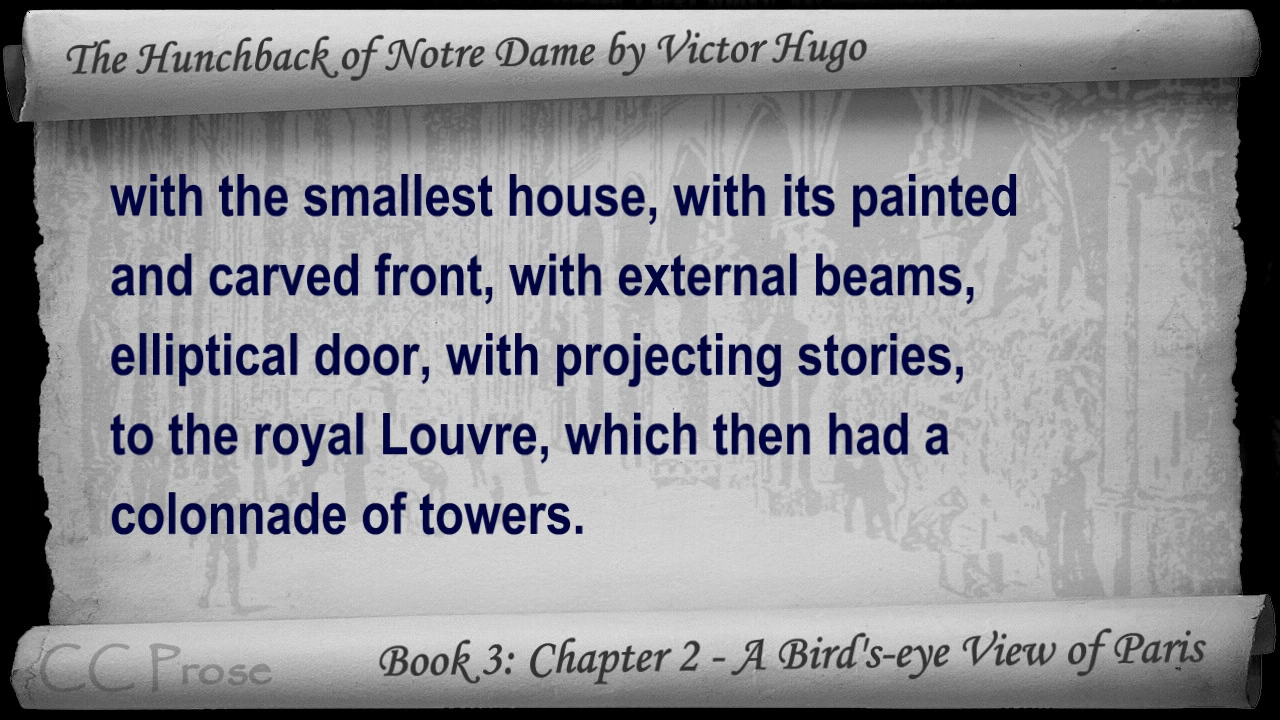 The Hunchback of Notre Dame by Victor Hugo
with the smallest house, with its painted
and carved front, with external beams,
elliptical door, with projecting stories,
to the royal Louvre, which then had a
colonnade of towers.
CC Prose
Book 3: Chapter 2 - A Bird's-eye View of Paris